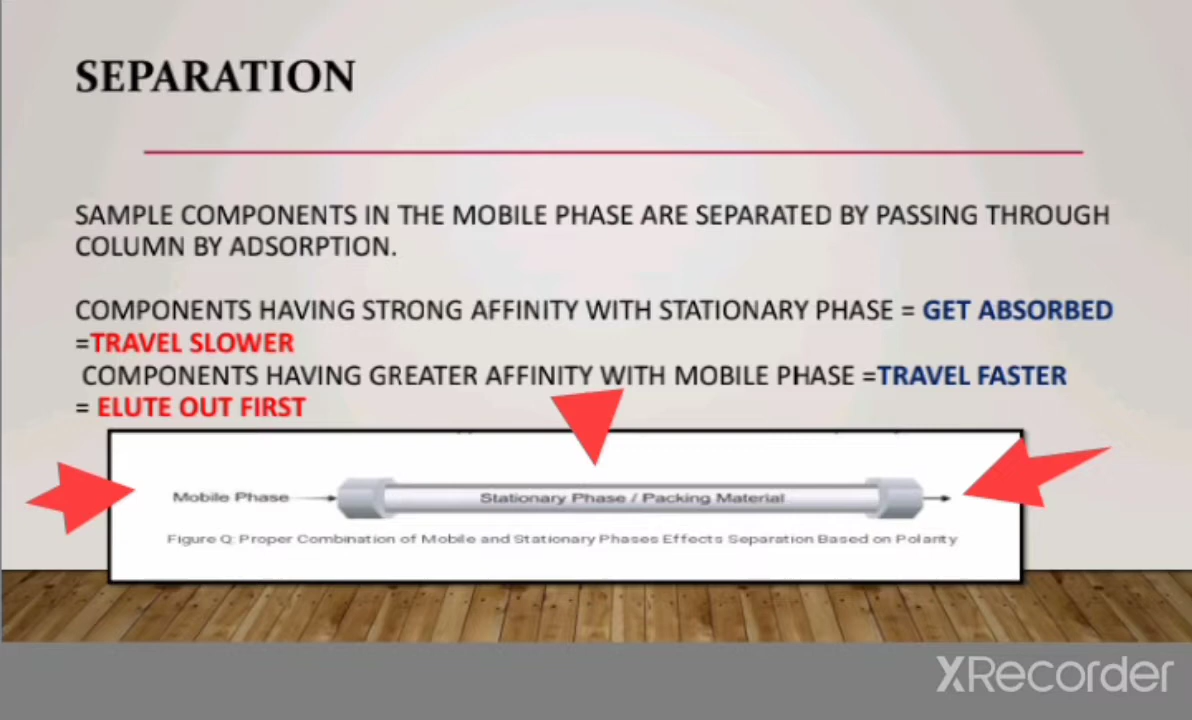 SEPARATION
SAMPLE COMPONENTS IN THE MOBILE PHASE ARE SEPARATED BY PASSING THROUGH
COLUMN BY ADSORPTION.
COMPONENTS HAVING STRONG AFFINITY WITH STATIONARY PHASE = GET ABSORBED
=TRAVEL SLOWER
COMPONENTS HAVING GREATER AFFINITY WITH MOBILE PHASE =TRAVEL FASTER
= ELUTE OUT FIRST
Mobile Phase
Stationary Phase / Packing Material
Figure Q: Proper Combination of Mobile and Stationary Phases Effects Separation Based on Polarity
XRecorder